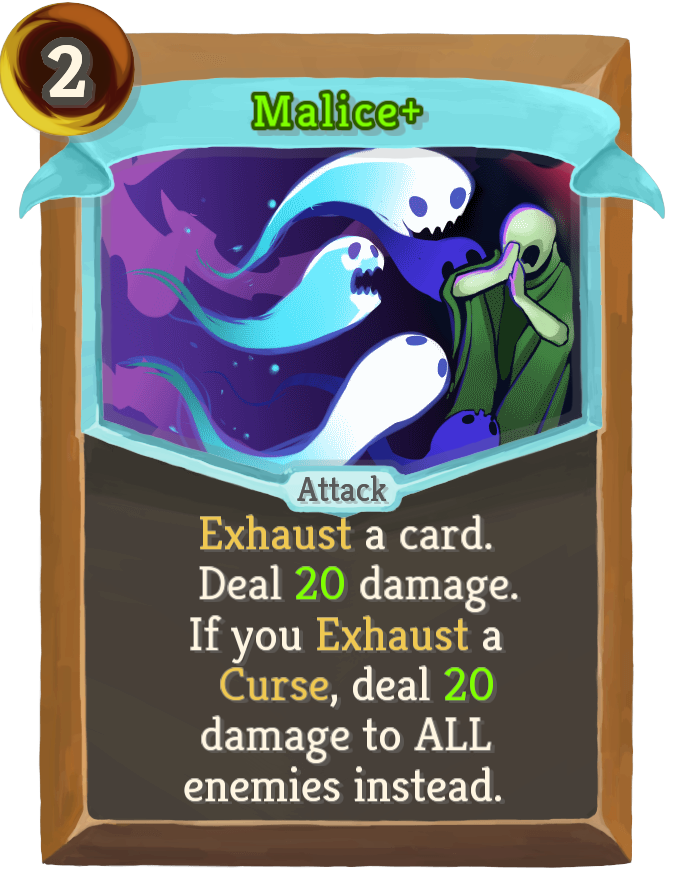 2
Malice+
Attack
Exhaust a card.
Deal 20 damage.
If you Exhaust a
Curse, deal 20
damage to ALL
enemies instead.